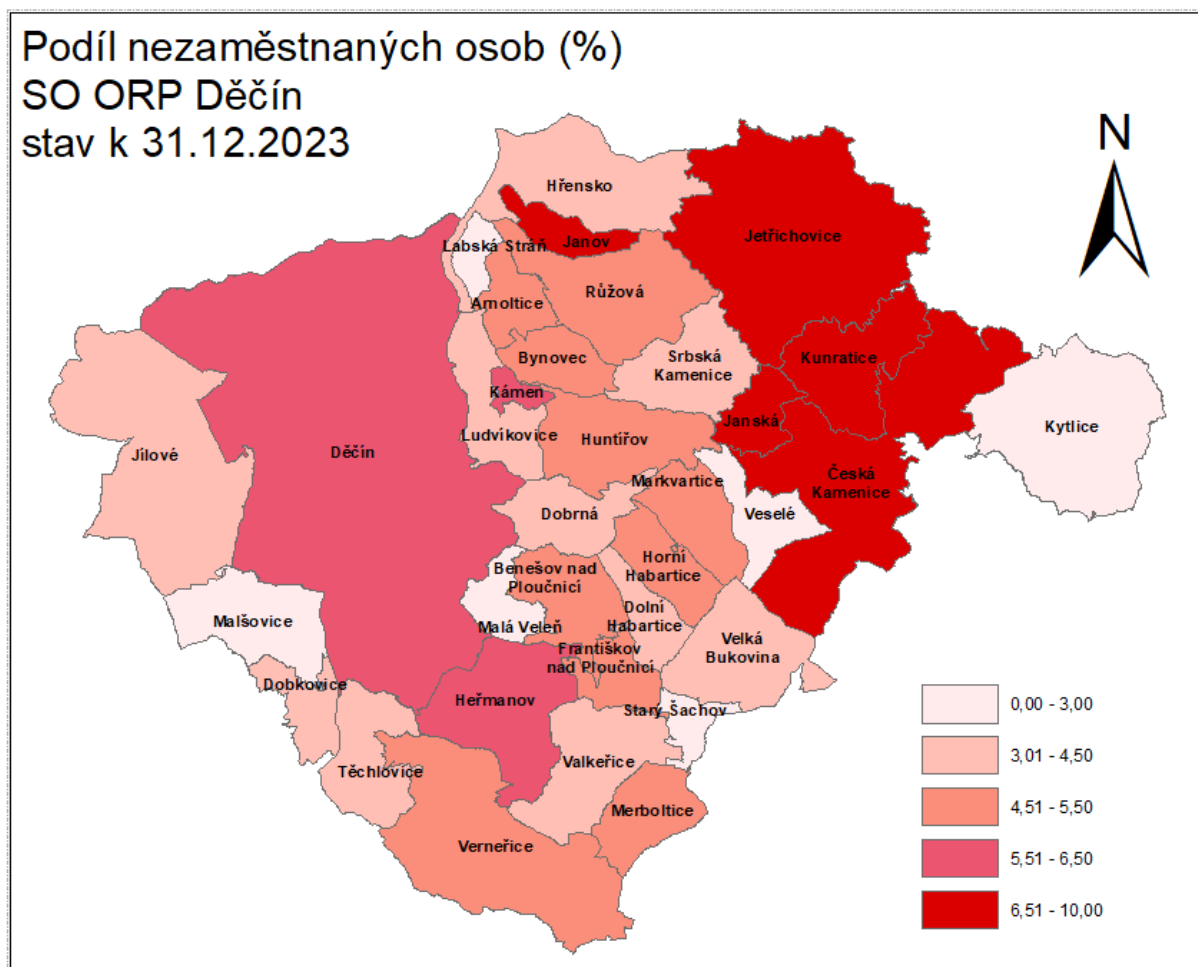 Podíl nezaměstnaných osob (%)
SO ORP Děčín
stav k 31.12.2023
N
Hřensko
Janov
Jetřichovice
Labská Stráň
Arnoltice
Růžová
Bynovec
Srbská
Kamenice
Kunratice
Kámen
Janská
Kytlice
Ludvíkovice
Huntířov
Jílové
Děčín
Česká
Kamenice
Markvartice
Veselé
Dobrná
Benešov nad
Ploučnicí
Horní
Habartice
Malšovice
Malá Veleň
Dolní
Habartice
Velká
Bukovina
Františkov
nad Ploučnicí
Dobkovice
Heřmanov
Starý Šachov
Těchlovice
Valkeřice
Merboltice
Verneřice
0,00 - 3,00
3,01 - 4,50
4,51 - 5,50
5,51 - 6,50
6,51 - 10,00